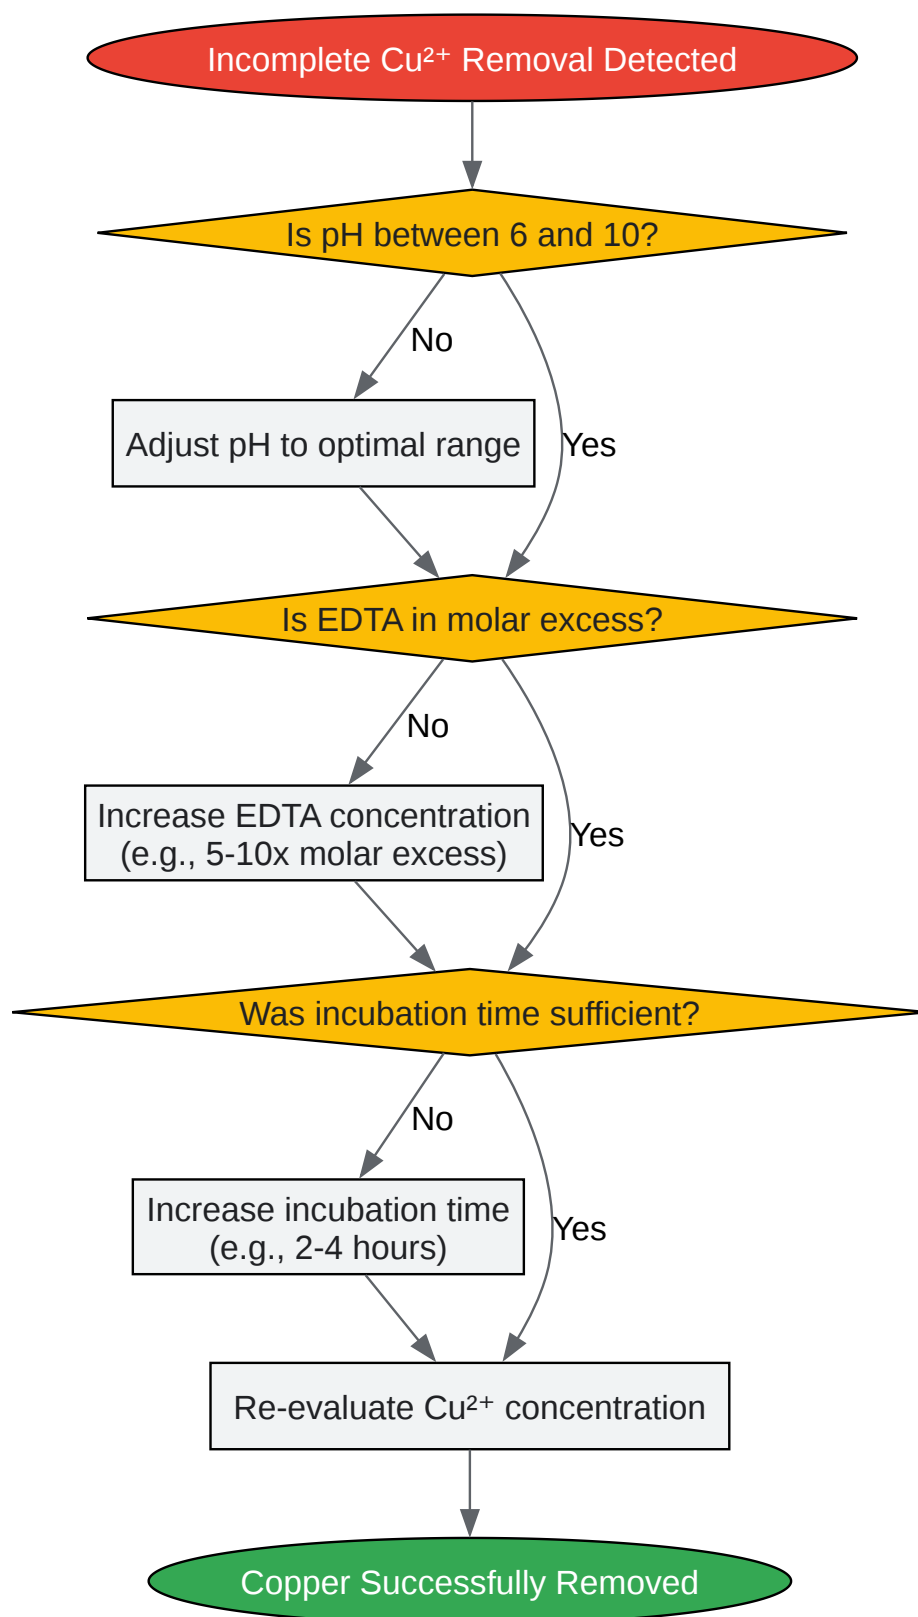 Incomplete Cu²⁺ Removal Detected
Is pH between 6 and 10?
No
Adjust pH to optimal range
Yes
Is EDTA in molar excess?
No
Increase EDTA concentration
(e.g., 5-10x molar excess)
Yes
Was incubation time sufficient?
No
Increase incubation time
(e.g., 2-4 hours)
Yes
Re-evaluate Cu²⁺ concentration
Copper Successfully Removed